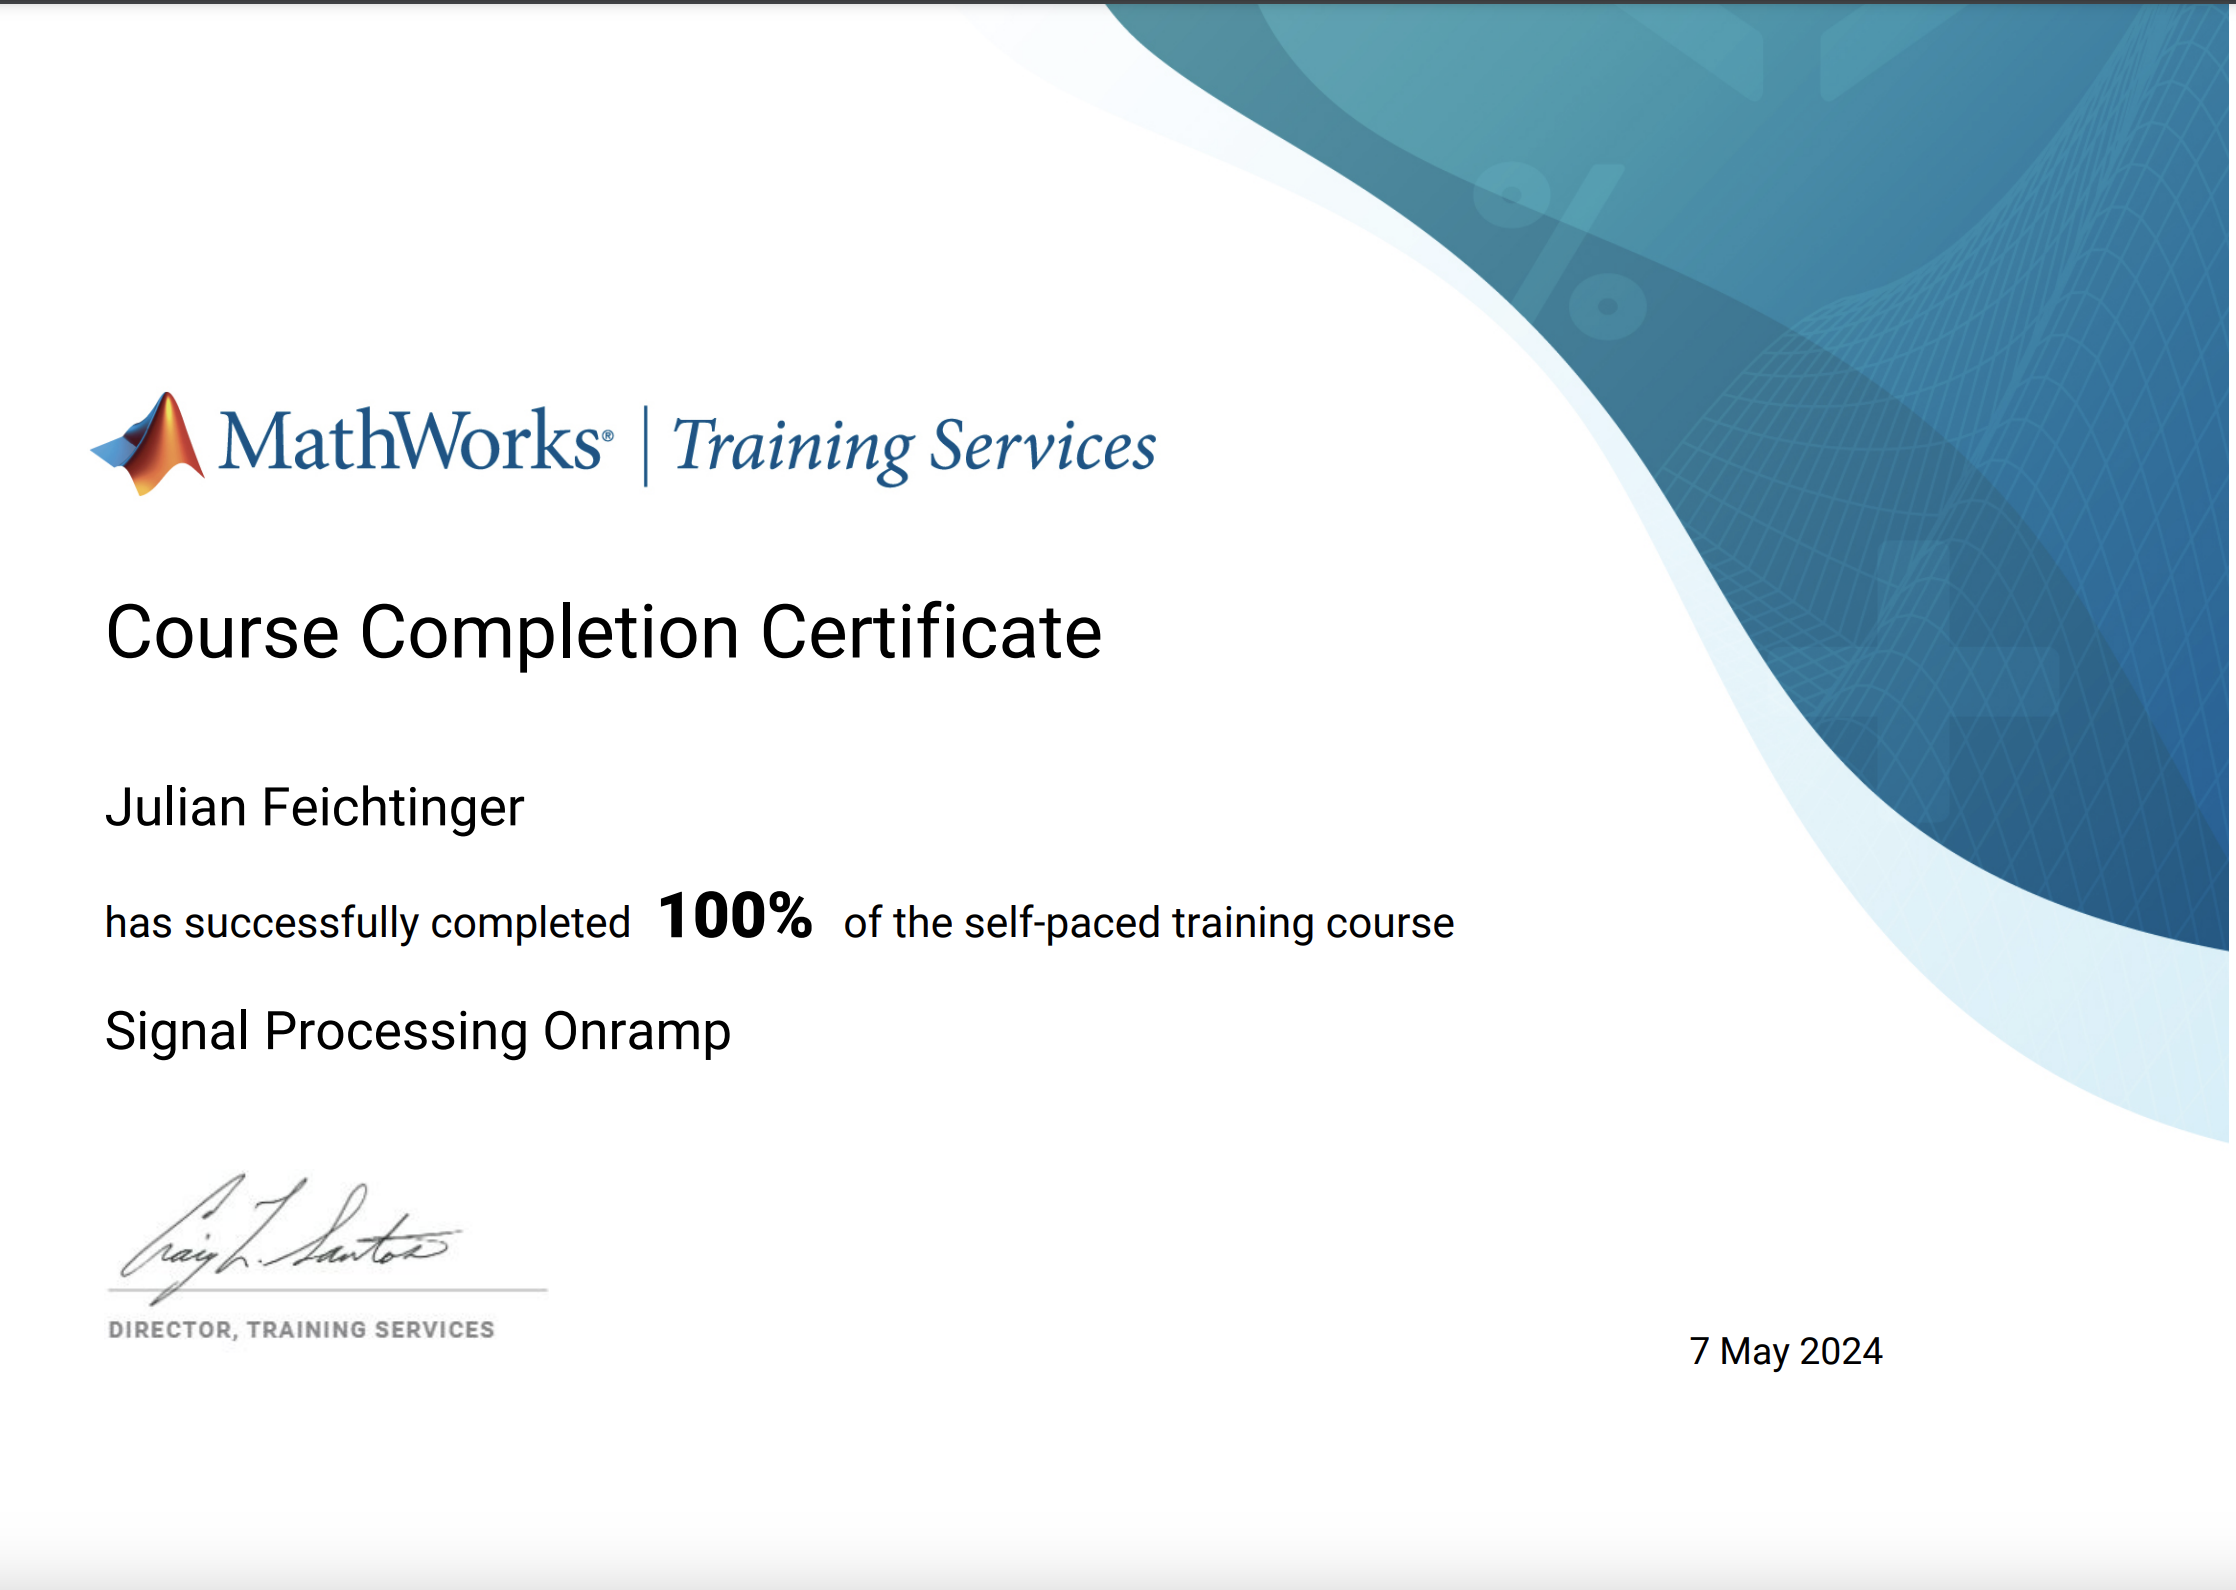 MathWorks® | Training Services
Course Completion Certificate
Julian Feichtinger
has successfully completed 100% of the self-paced training course
Signal Processing Onramp
Craig L. Santos
DIRECTOR, TRAINING SERVICES
7 May 2024